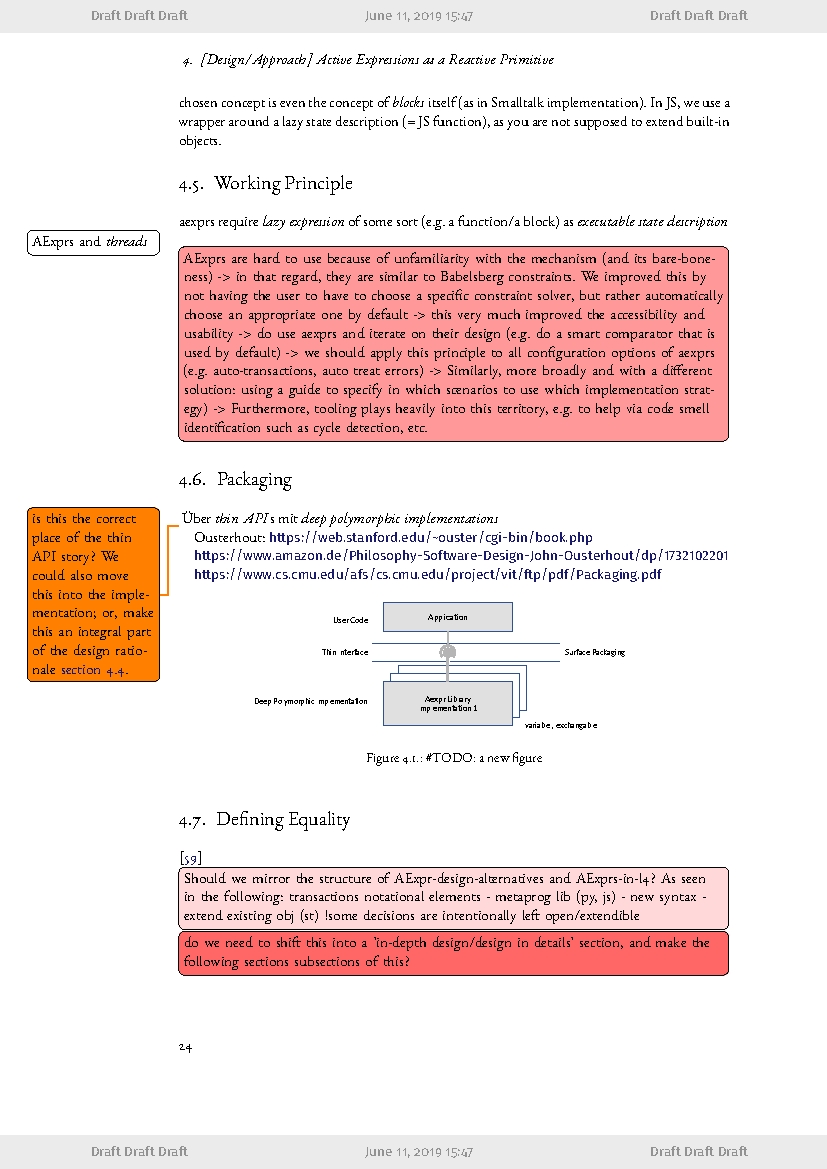 Draft Draft Draft June 11, 2019 15:47 Draft Draft Draft
4. [Design/Approach] Active Expressions as a Reactive Primitive
chosen concept is even the concept of blocks itself (as in Smalltalk implementation). In JS, we use a
wrapper around a lazy state description (= JS function), as you are not supposed to extend built-in
objects.
4.5. Working Principle
aexprs require lazy expression of some sort (e.g. a function/a block) as executable state description
AExprs and threads
AExprs are hard to use because of unfamiliarity with the mechanism (and its bare-bone-
ness) -> in that regard, they are similar to Babelsberg constraints. We improved this by
not having the user to have to choose a specific constraint solver, but rather automatically
choose an appropriate one by default -> this very much improved the accessibility and
usability -> do use aexprs and iterate on their design (e.g. do a smart comparator that is
used by default) -> we should apply this principle to all configuration options of aexprs
(e.g. auto-transactions, auto treat errors) -> Similarly, more broadly and with a different
solution: using a guide to specify in which scenarios to use which implementation strat-
egy) -> Furthermore, tooling plays heavily into this territory, e.g. to help via code smell
identification such as cycle detection, etc.
4.6. Packaging
is this the correct
place of the thin
API story? We
could also move
this into the imple-
mentation; or, make
this an integral part
of the design ratio-
nale section 4.4.
Über thin APIs mit deep polymorphic implementations
Ousterhout: https://web.stanford.edu/~ouster/cgi-bin/book.php
https://www.amazon.de/Philosophy-Software-Design-John-Ousterhout/dp/1732102201
https://www.cs.cmu.edu/afs/cs.cmu.edu/project/vit/ftp/pdf/Packaging.pdf
User Code
Application
Thin Interface
Surface Packaging
Deep Polymorphic Implementation
Aexpr Library
Implementation 1
variable, exchangable
Figure 4.1.: #TODO: a new figure
4.7. Defining Equality
[59]
Should we mirror the structure of AExpr-design-alternatives and AExprs-in-l4? As seen
in the following: transactions notational elements - metaprog lib (py, js) - new syntax -
extend existing obj (st) !some decisions are intentionally left open/extendible
do we need to shift this into a 'in-depth design/design in details' section, and make the
following sections subsections of this?
24
Draft Draft Draft June 11, 2019 15:47 Draft Draft Draft